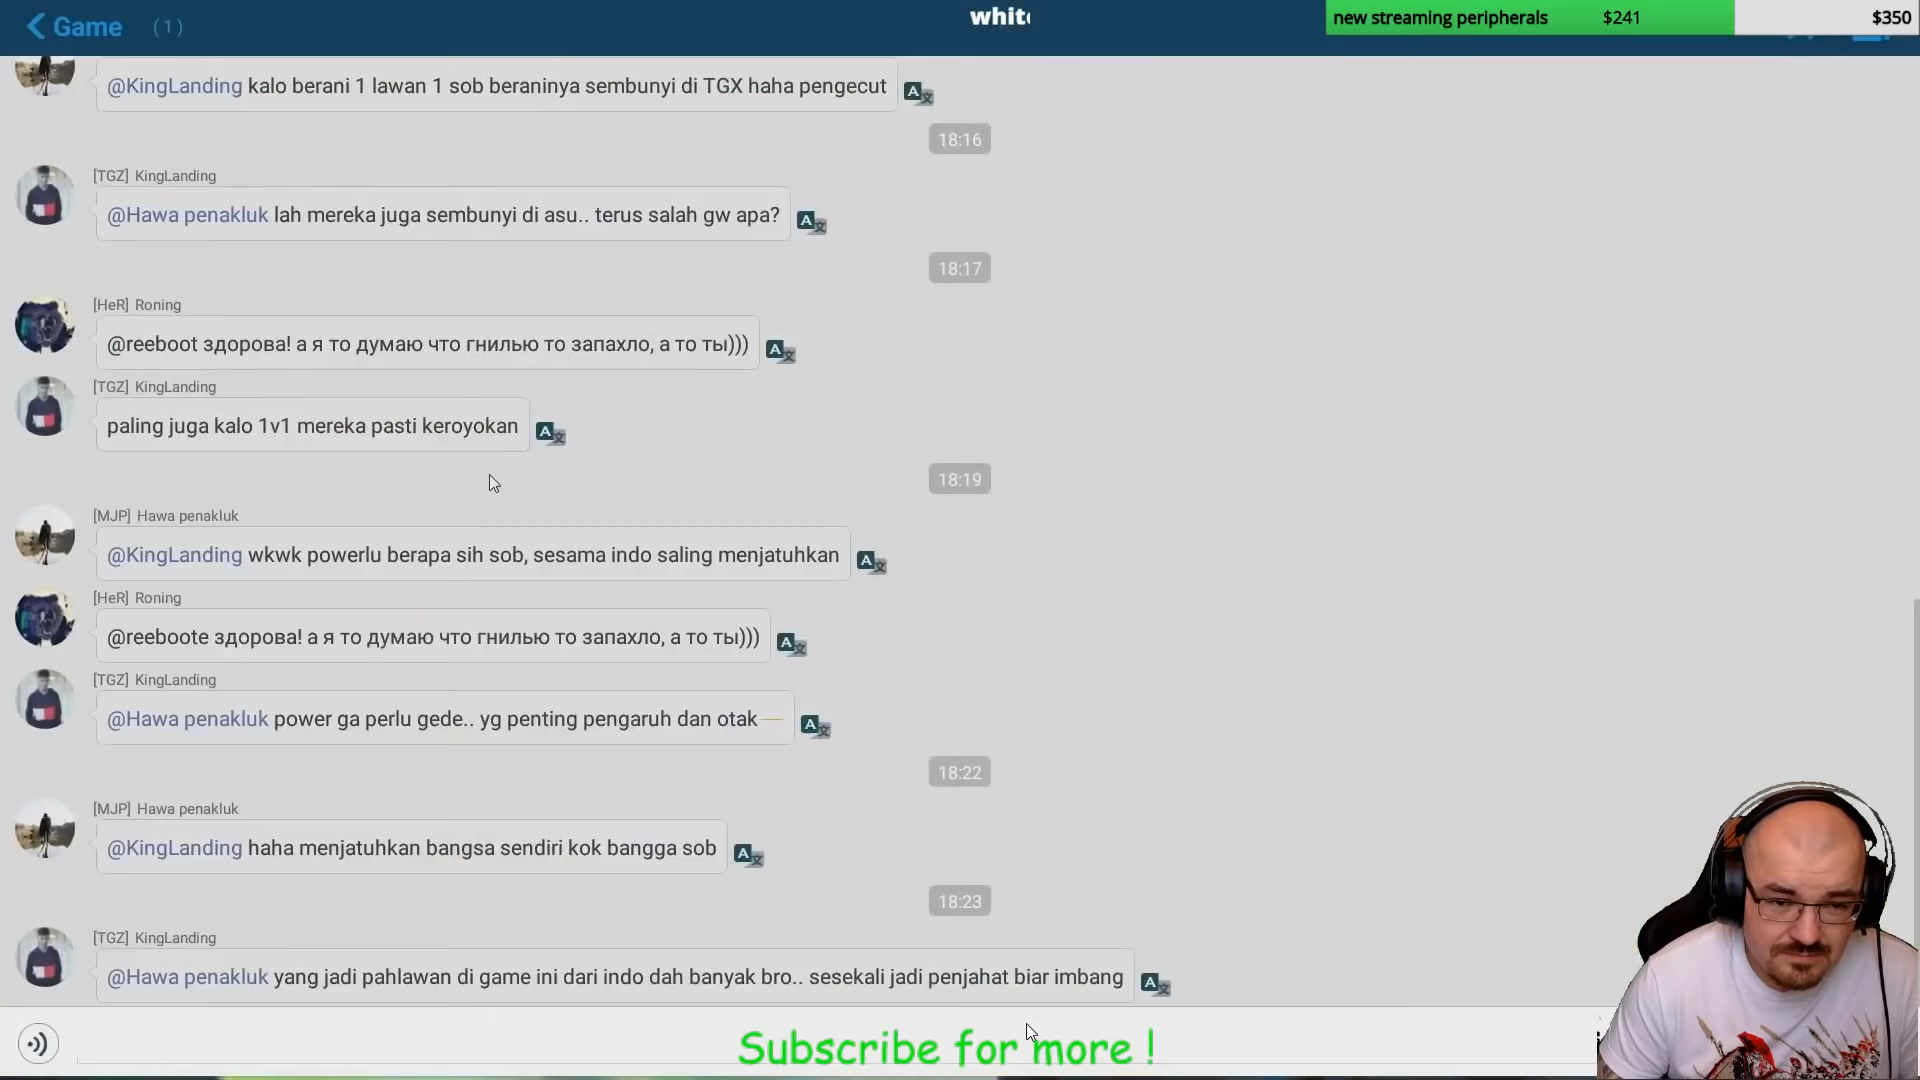 Game (1)
white
new streaming peripherals $241 $350
@KingLanding kalo berani 1 lawan 1 sob beraninya sembunyi di TGX haha pengecut
18:16
[TGZ] KingLanding
@Hawa penakluk lah mereka juga sembunyi di asu.. terus salah gw apa?
18:17
[HeR] Roning
@reeboot здорова! а я то думаю что гнилью то запахло, а то ты)))
[TGZ] KingLanding
paling juga kalo 1v1 mereka pasti keroyokan
18:19
[MJP] Hawa penakluk
@KingLanding wkwk powerlu berapa sih sob, sesama indo saling menjatuhkan
[HeR] Roning
@reeboote здорова! а я то думаю что гнилью то запахло, а то ты)))
[TGZ] KingLanding
@Hawa penakluk power ga perlu gede.. yg penting pengaruh dan otak
18:22
[MJP] Hawa penakluk
@KingLanding haha menjatuhkan bangsa sendiri kok bangga sob
18:23
[TGZ] KingLanding
@Hawa penakluk yang jadi pahlawan di game ini dari indo dah banyak bro.. sesekali jadi penjahat biar imbang
Subscribe for more !